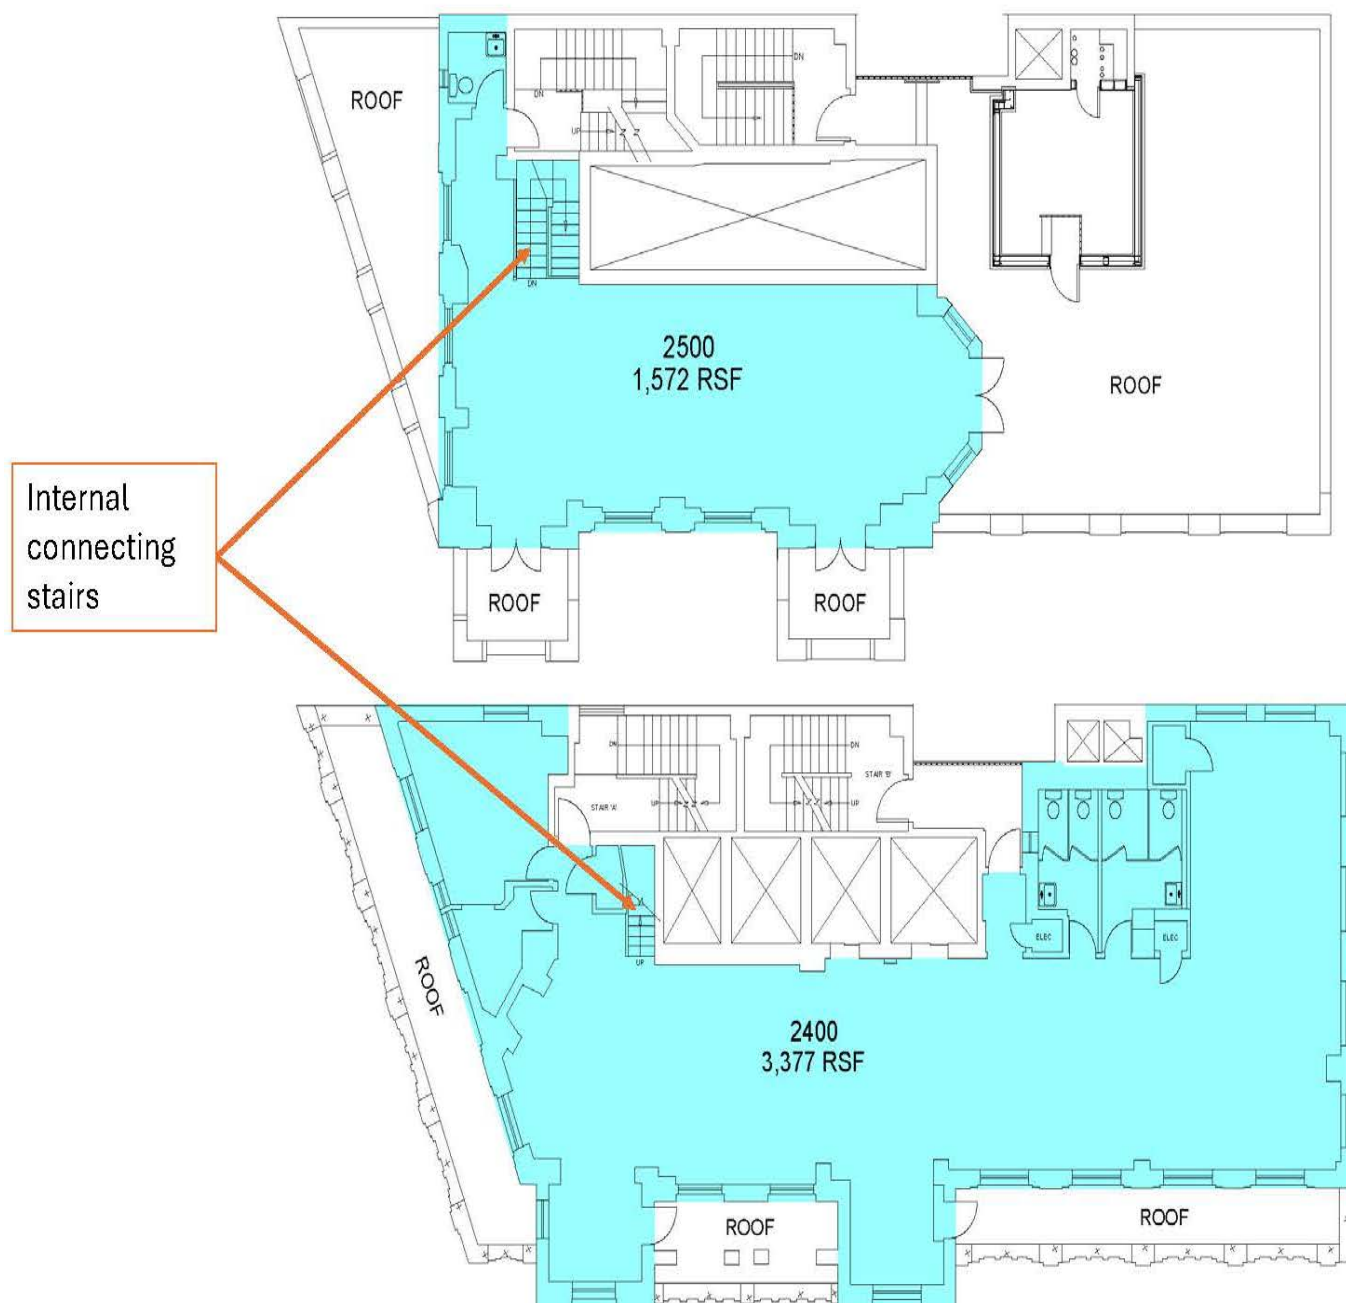 ROOF
DN
DN
UP
DN
2500
1,572 RSF
ROOF
Internal
connecting
stairs
ROOF
ROOF
DN
DN
STAIR 'A'
STAIR 'B'
UP
UP
UP
ELEC
ELEC
ROOF
2400
3,377 RSF
ROOF
ROOF